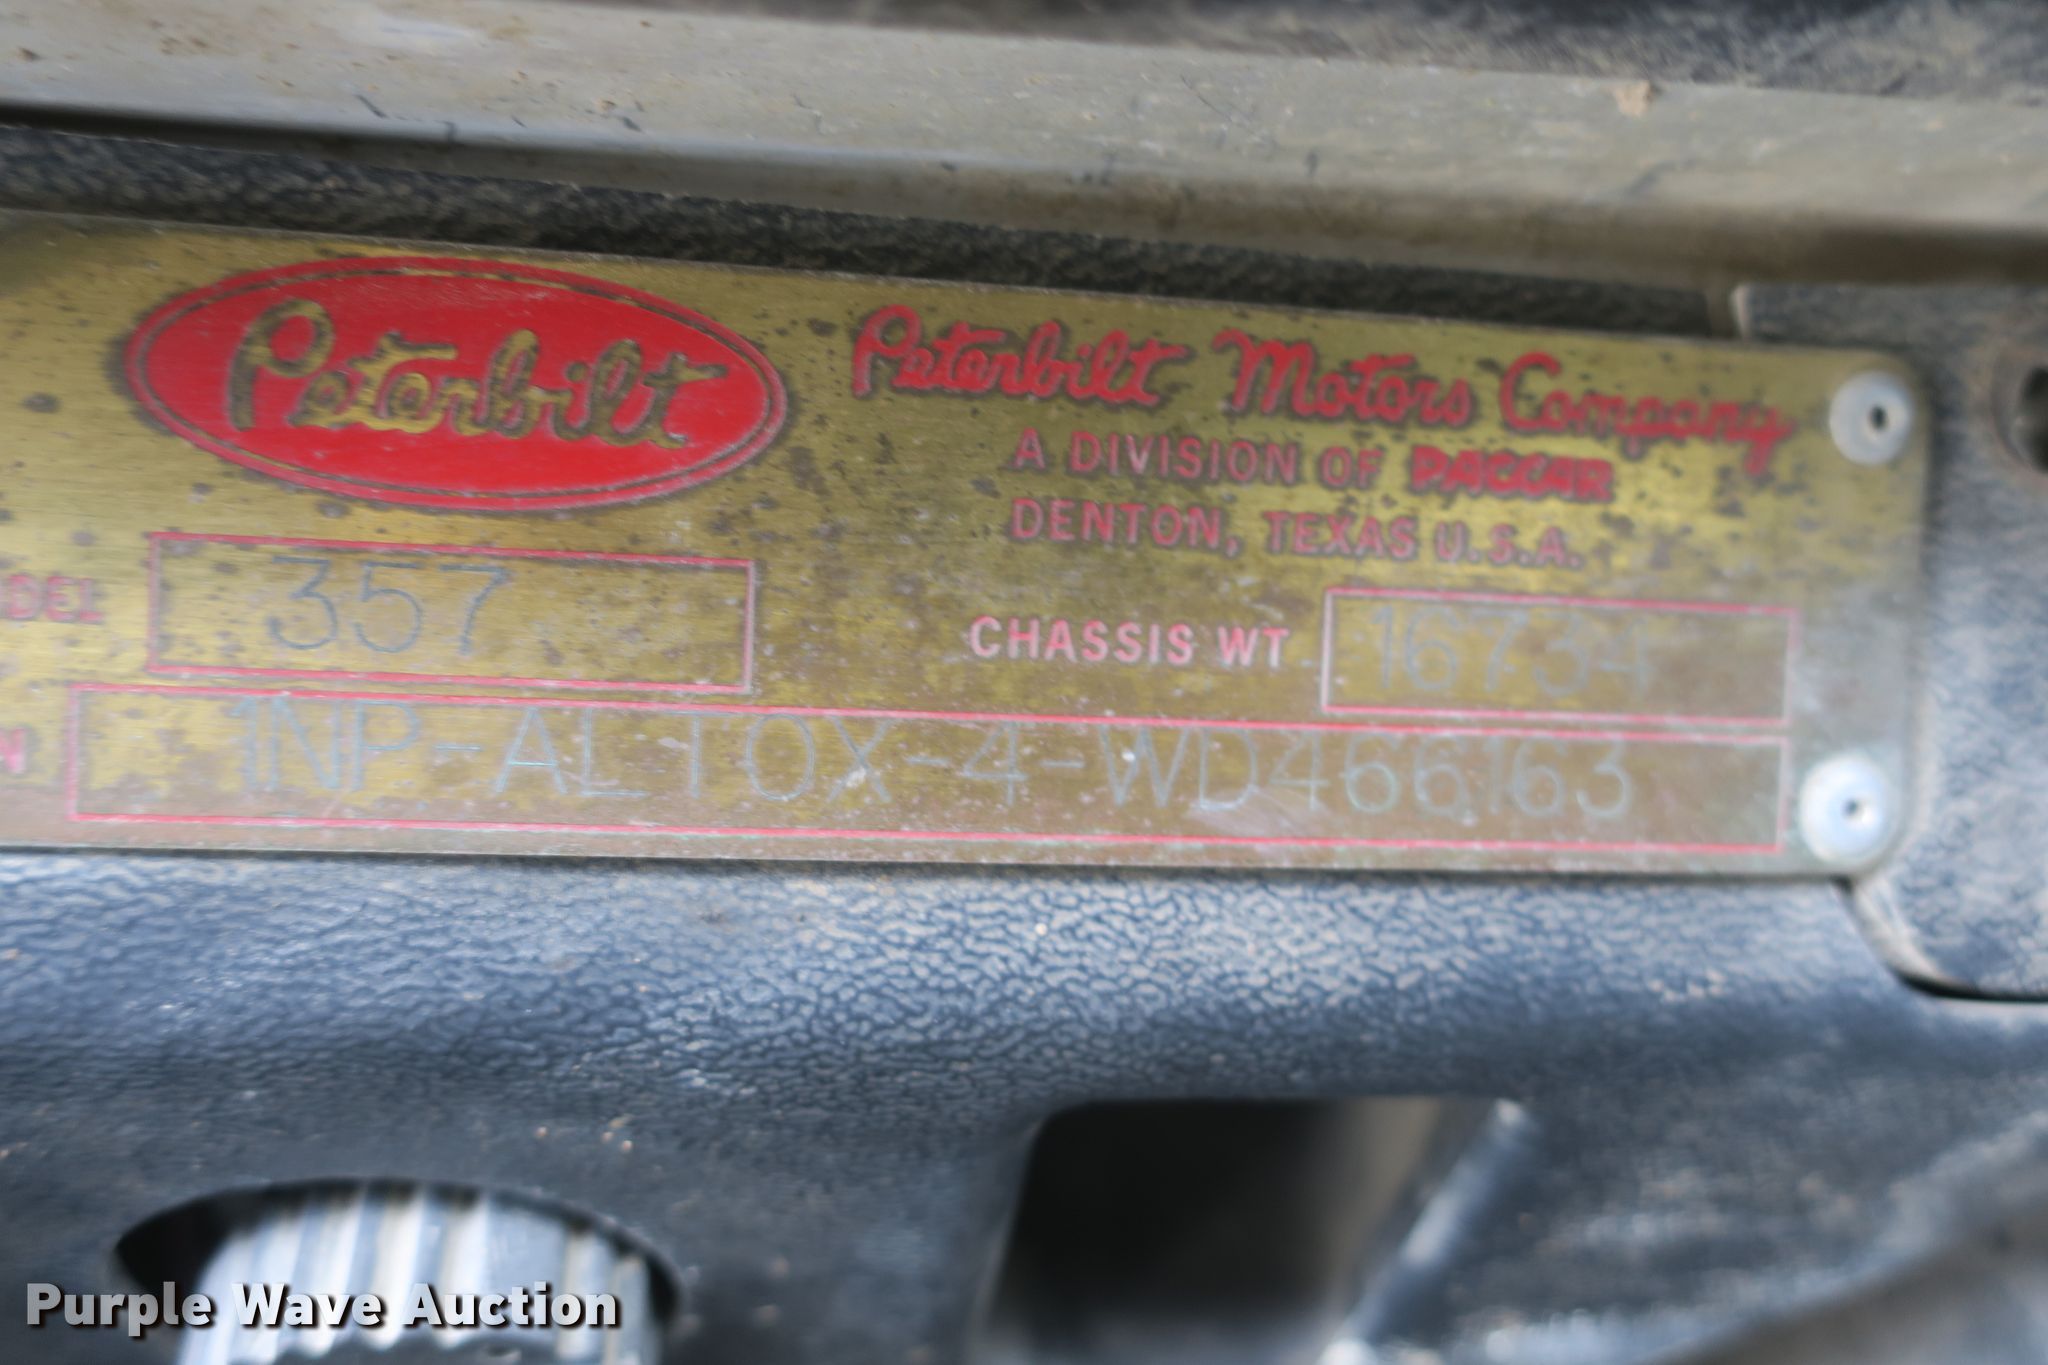 Peterbilt
Peterbilt Motors Company
A DIVISION OF PACCAR
DENTON, TEXAS U.S.A.
ODEL 357
CHASSIS WT 16734
N 1NP-ALTOX-4-WD466163
Purple Wave Auction